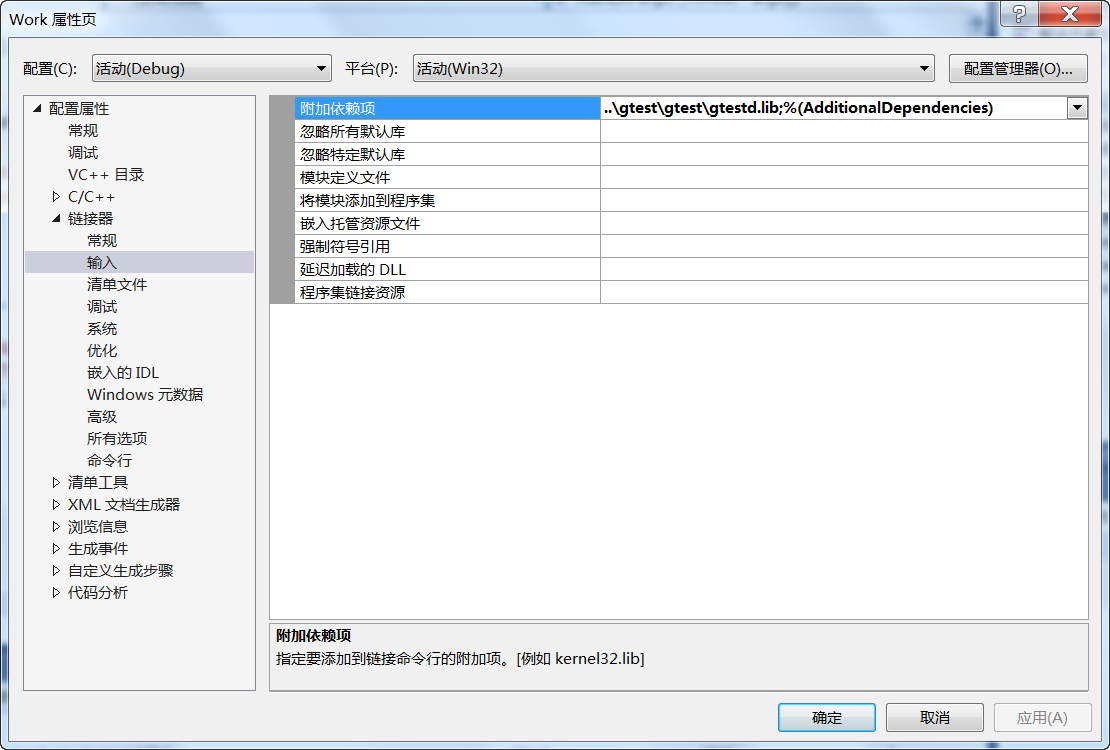 Work 属性页
配置(C): 活动(Debug) 平台(P): 活动(Win32) 配置管理器(O)...
配置属性
常规
调试
VC++ 目录
C/C++
链接器
常规
输入
清单文件
调试
系统
优化
嵌入的 IDL
Windows 元数据
高级
所有选项
命令行
清单工具
XML 文档生成器
浏览信息
生成事件
自定义生成步骤
代码分析
附加依赖项 ..\gtest\gtest\gtestd.lib;%(AdditionalDependencies)
忽略所有默认库
忽略特定默认库
模块定义文件
将模块添加到程序集
嵌入托管资源文件
强制符号引用
延迟加载的 DLL
程序集链接资源
附加依赖项
指定要添加到链接命令行的附加项。[例如 kernel32.lib]
确定 取消 应用(A)